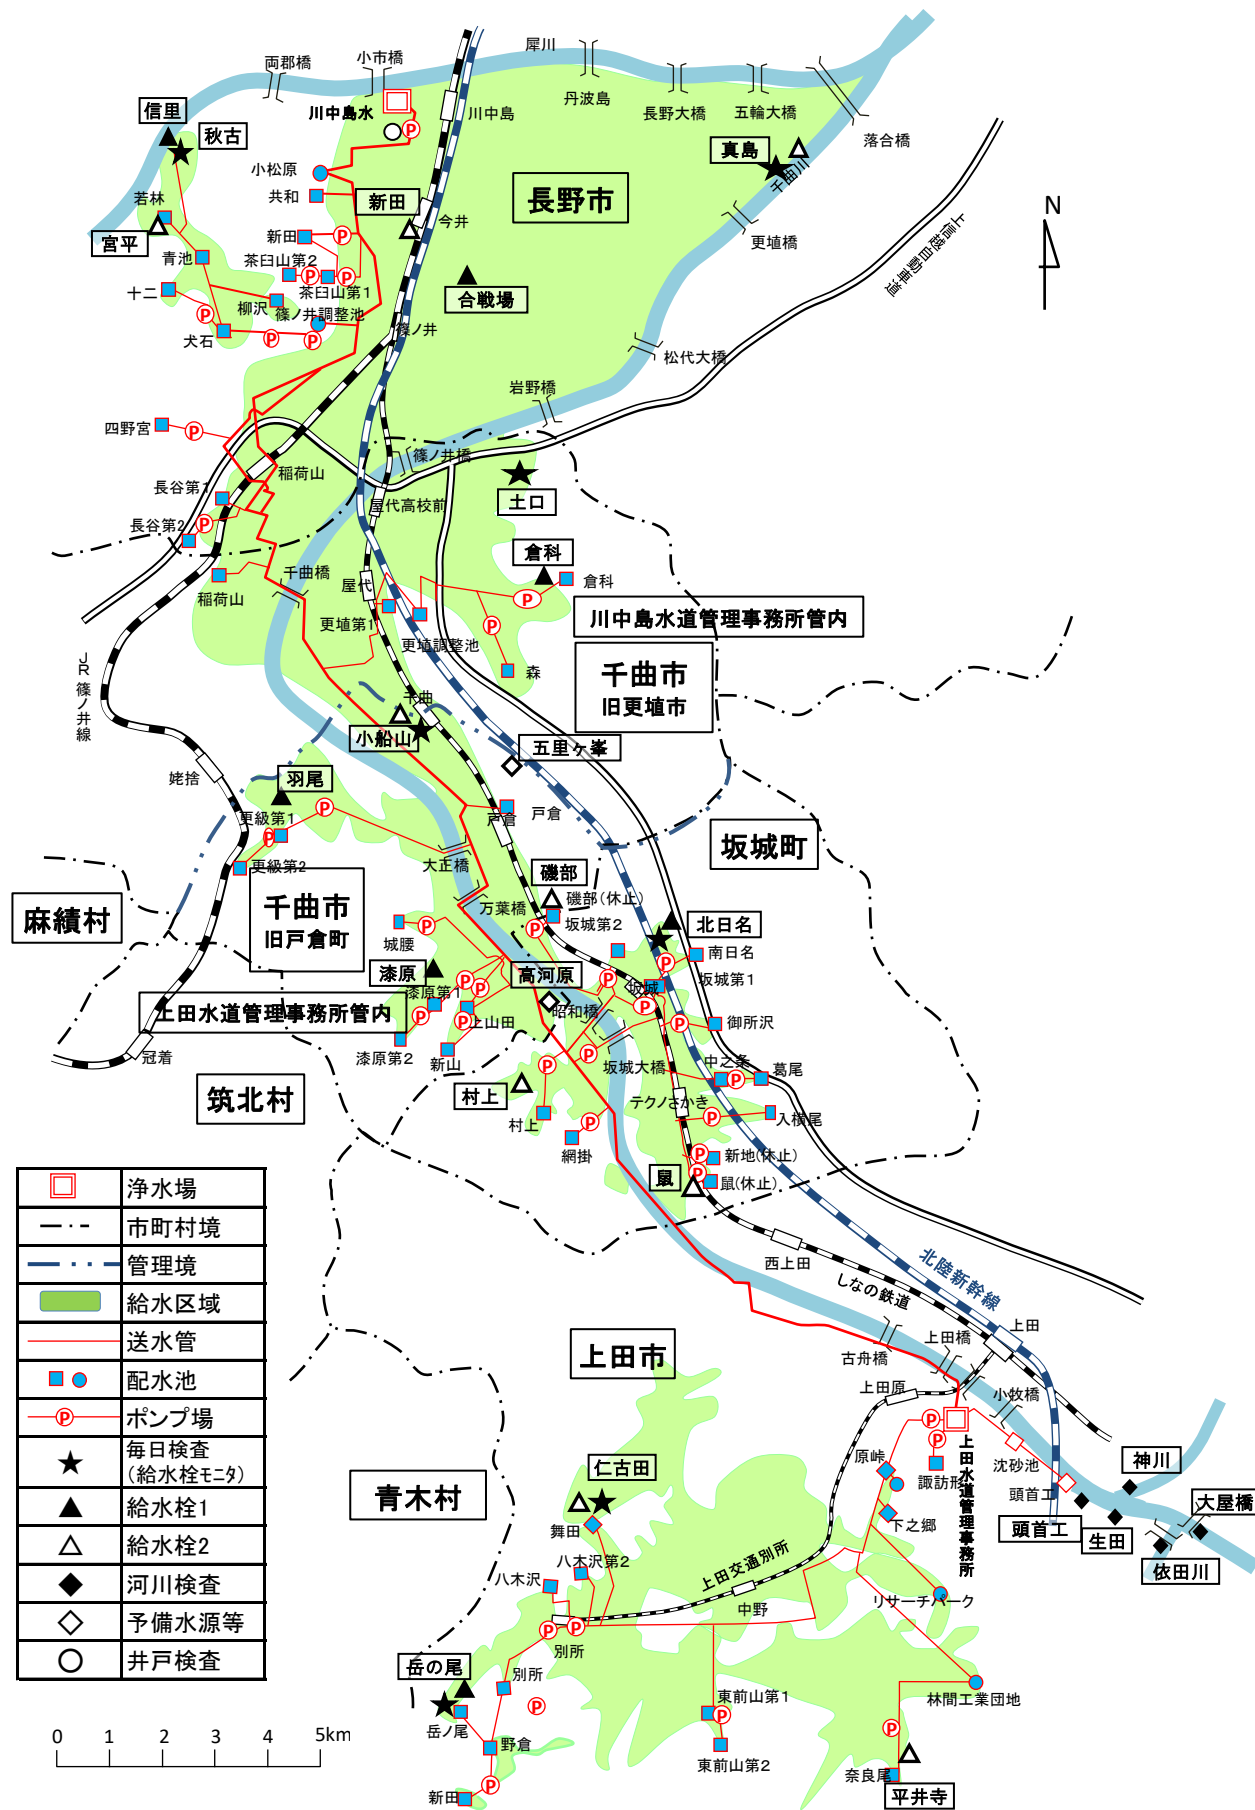 犀川
小市橋
両郡橋
丹波島
長野大橋
五輪大橋
落合橋
川中島水
川中島
信里
秋古
真島
千曲川
小松原
共和
新田
今井
長野市
若林
宮平
青池
新田
茶臼山第2
茶臼山第1
更埴橋
上信越自動車道
N
十二
柳沢
篠ノ井調整池
合戦場
犬石
篠ノ井
松代大橋
岩野橋
四野宮
篠ノ井橋
稲荷山
長谷第1
長谷第2
屋代高校前
土口
倉科
倉科
千曲橋
稲荷山
屋代
更埴第1
更埴調整池
森
川中島水道管理事務所管内
千曲市
旧更埴市
JR篠ノ井線
千曲
小船山
五里ヶ峯
姨捨
羽尾
更級第1
更級第2
戸倉
戸倉
坂城町
大正橋
磯部
磯部(休止)
麻績村
千曲市
旧戸倉町
万葉橋
坂城第2
北日名
南日名
坂城第1
城腰
漆原
漆原第1
高河原
坂城
昭和橋
上田水道管理事務所管内
上山田
御所沢
冠着
漆原第2
新山
坂城大橋
中之条
葛尾
筑北村
村上
村上
テクノさかき
入横尾
網掛
新地(休止)
鼠
鼠(休止)
浄水場
市町村境
管理境
給水区域
送水管
配水池
P ポンプ場
毎日検査
(給水栓モニタ)
給水栓1
給水栓2
河川検査
予備水源等
井戸検査
0 1 2 3 4 5km
西上田
しなの鉄道
北陸新幹線
上田
上田橋
古舟橋
上田市
上田原
小牧橋
青木村
仁古田
原峠
諏訪形
上田水道管理事務所
沈砂池
頭首工
神川
大屋橋
頭首工
生田
依田川
舞田
下之郷
八木沢第2
八木沢
上田交通別所
中野
リサーチパーク
別所
岳の尾
別所
岳ノ尾
東前山第1
林間工業団地
野倉
東前山第2
奈良尾
新田
平井寺